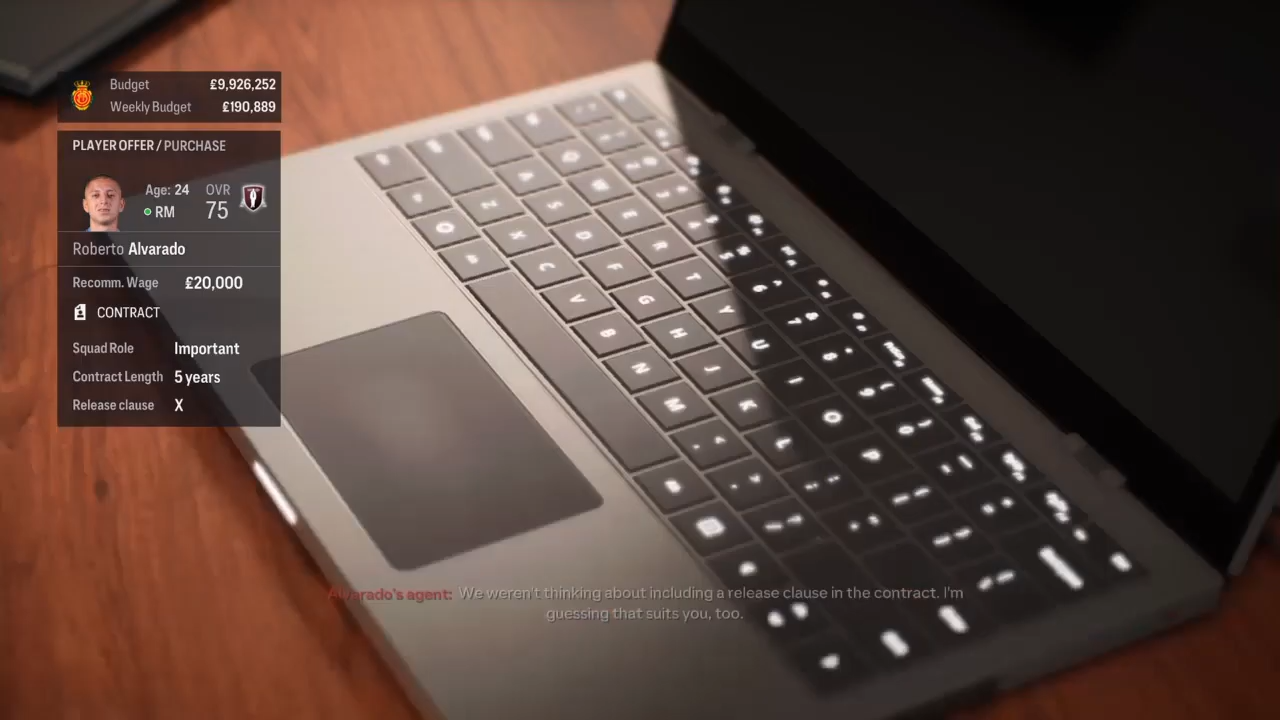 Budget £9,926,252
Weekly Budget £190,889
PLAYER OFFER / PURCHASE
Age: 24 OVR
RM 75
Roberto Alvarado
Recomm. Wage £20,000
CONTRACT
Squad Role Important
Contract Length 5 years
Release clause X
Alvarado's agent: We weren't thinking about including a release clause in the contract. I'm
guessing that suits you, too.